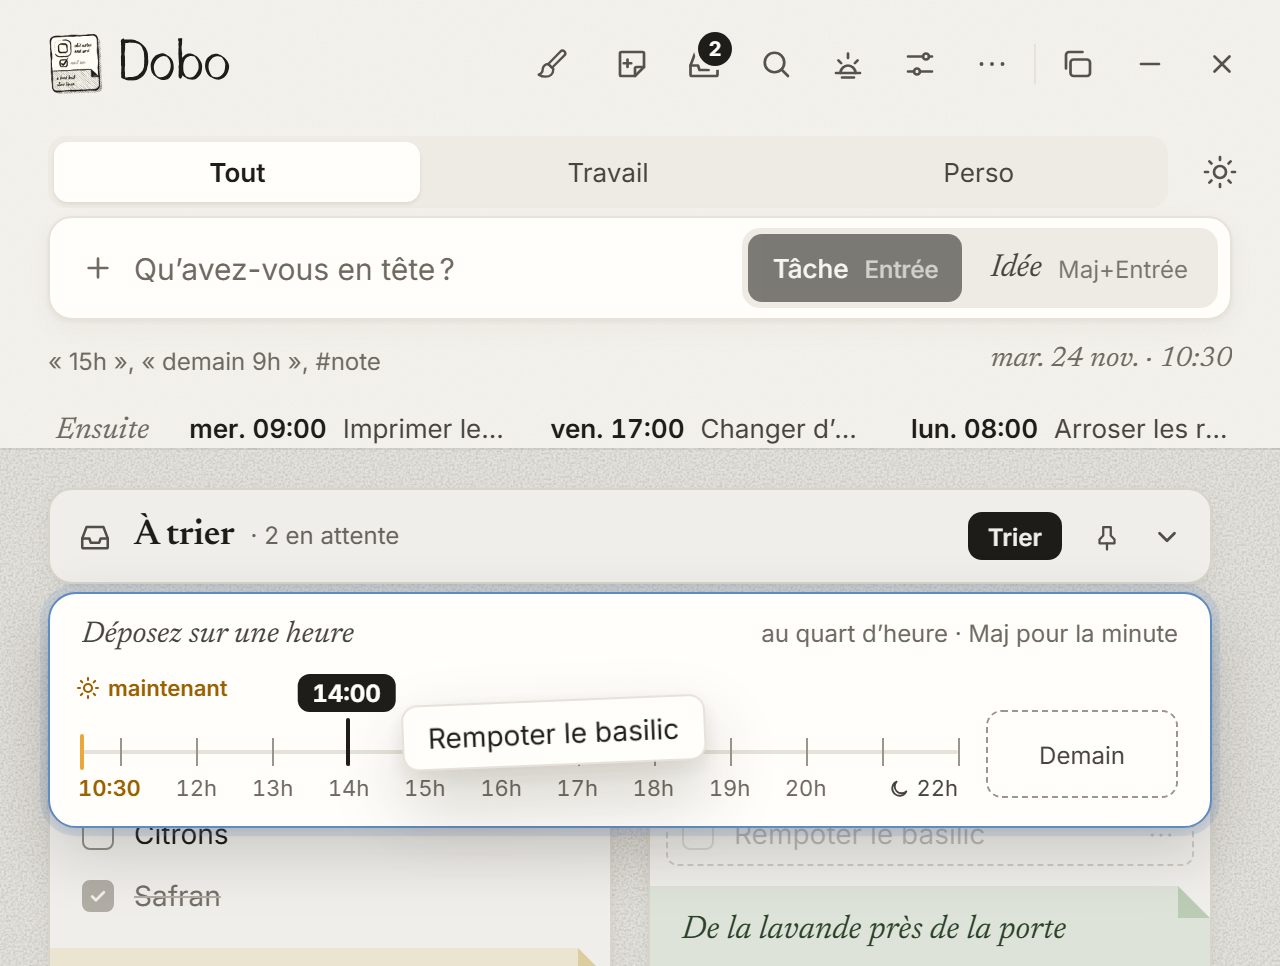 Dobo
2
Tout Travail Perso
Qu’avez-vous en tête ? Tâche Entrée Idée Maj+Entrée
« 15h », « demain 9h », #note mar. 24 nov. · 10:30
Ensuite mer. 09:00 Imprimer le… ven. 17:00 Changer d’… lun. 08:00 Arroser les r…
À trier · 2 en attente Trier
Déposez sur une heure au quart d’heure · Maj pour la minute
maintenant 14:00
Rempoter le basilic
Demain
10:30 12h 13h 14h 15h 16h 17h 18h 19h 20h 22h
Citrons Rempoter le basilic
Safran
De la lavande près de la porte